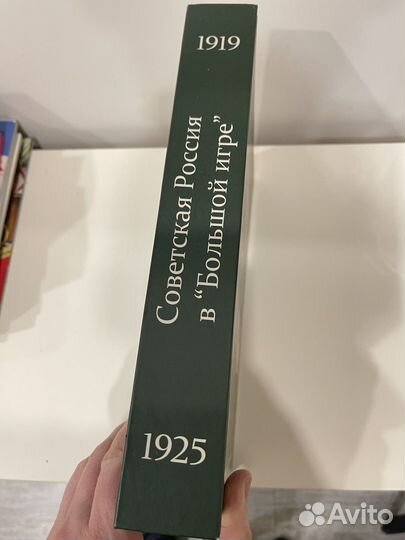 1919
Советская Россия
в “Большой игре”
1925
Avito